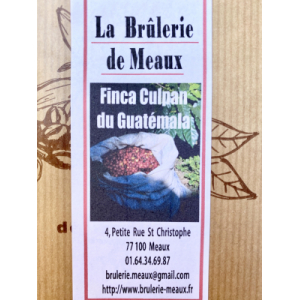 La Brûlerie
de Meaux
Finca Culpan
du Guatémala
4, Petite Rue St Christophe
77100 Meaux
01.64.34.69.87
brulerie.meaux@gmail.com
http://www.brulerie-meaux.fr